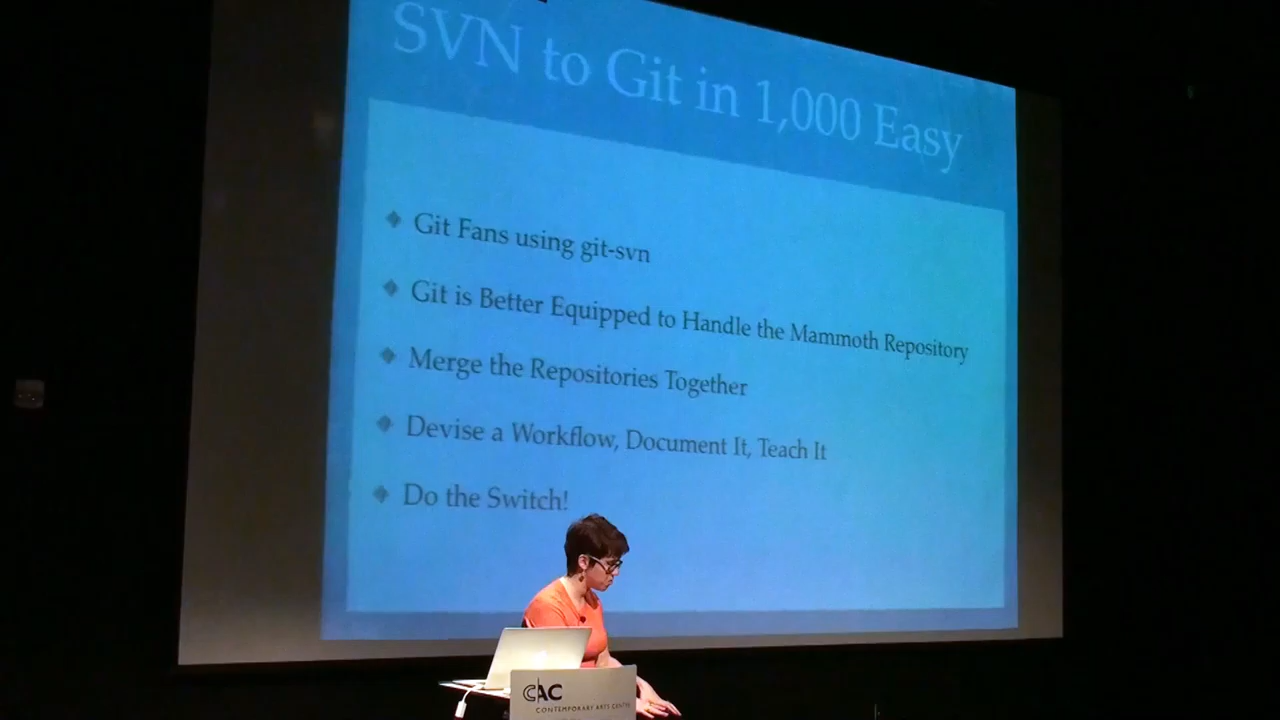 SVN to Git in 1,000 Easy
Git Fans using git-svn
Git is Better Equipped to Handle the Mammoth Repository
Merge the Repositories Together
Devise a Workflow, Document It, Teach It
Do the Switch!
CAC
CONTEMPORARY ARTS CENTER